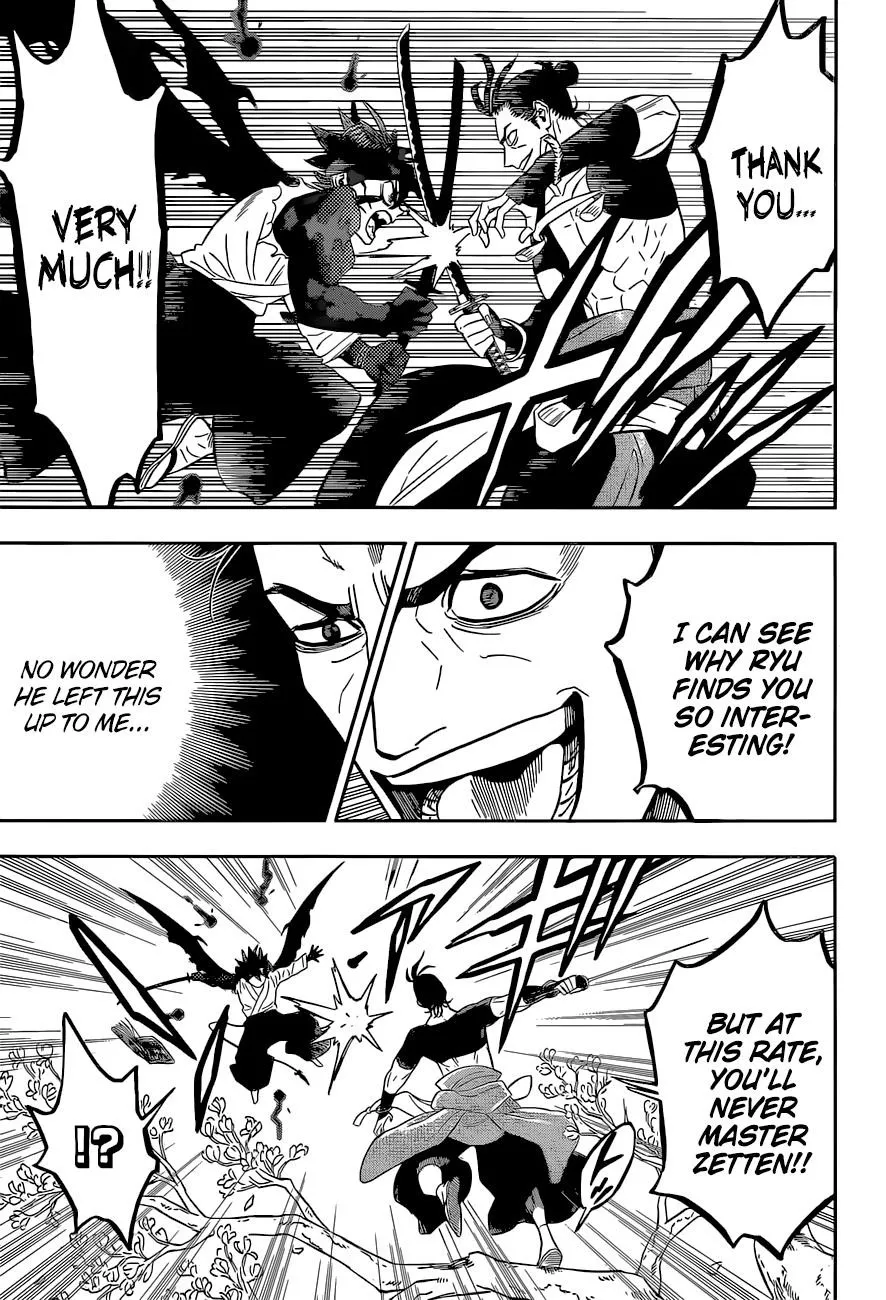 THANK
YOU...
VERY
MUCH!!
I CAN SEE
WHY RYU
FINDS YOU
SO INTER-
ESTING!
NO WONDER
HE LEFT THIS
UP TO ME...
BUT AT
THIS RATE,
YOU'LL
NEVER
MASTER
ZETTEN!!
!?